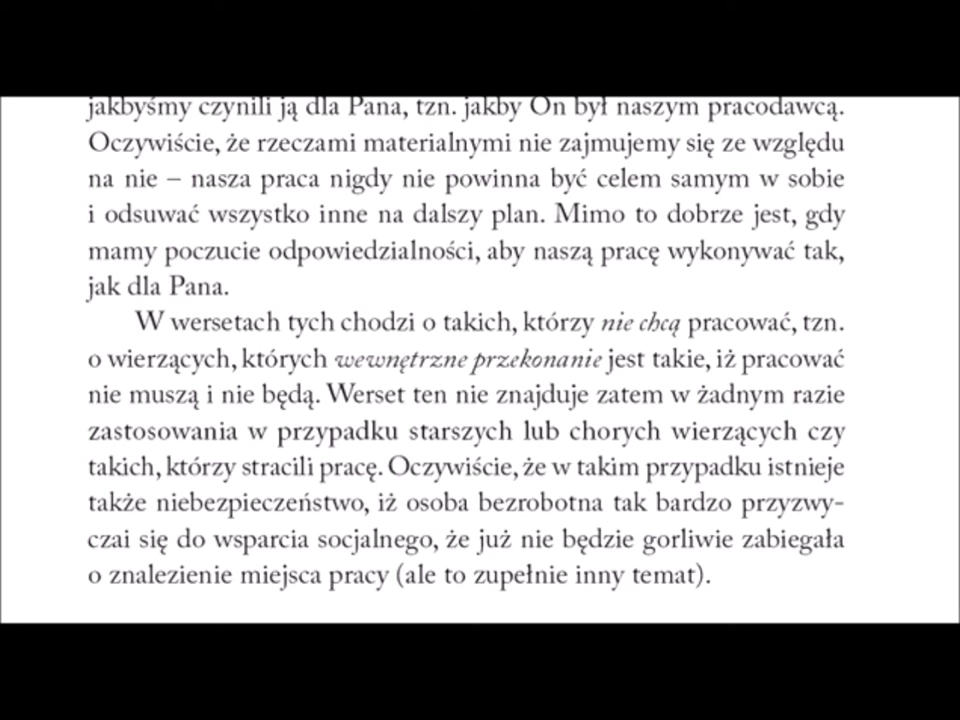 jakbyśmy czynili ją dla Pana, tzn. jakby On był naszym pracodawcą.
Oczywiście, że rzeczami materialnymi nie zajmujemy się ze względu
na nie – nasza praca nigdy nie powinna być celem samym w sobie
i odsuwać wszystko inne na dalszy plan. Mimo to dobrze jest, gdy
mamy poczucie odpowiedzialności, aby naszą pracę wykonywać tak,
jak dla Pana.
W wersetach tych chodzi o takich, którzy nie chcą pracować, tzn.
o wierzących, których wewnętrzne przekonanie jest takie, iż pracować
nie muszą i nie będą. Werset ten nie znajduje zatem w żadnym razie
zastosowania w przypadku starszych lub chorych wierzących czy
takich, którzy stracili pracę. Oczywiście, że w takim przypadku istnieje
także niebezpieczeństwo, iż osoba bezrobotna tak bardzo przyzwy-
czai się do wsparcia socjalnego, że już nie będzie gorliwie zabiegała
o znalezienie miejsca pracy (ale to zupełnie inny temat).